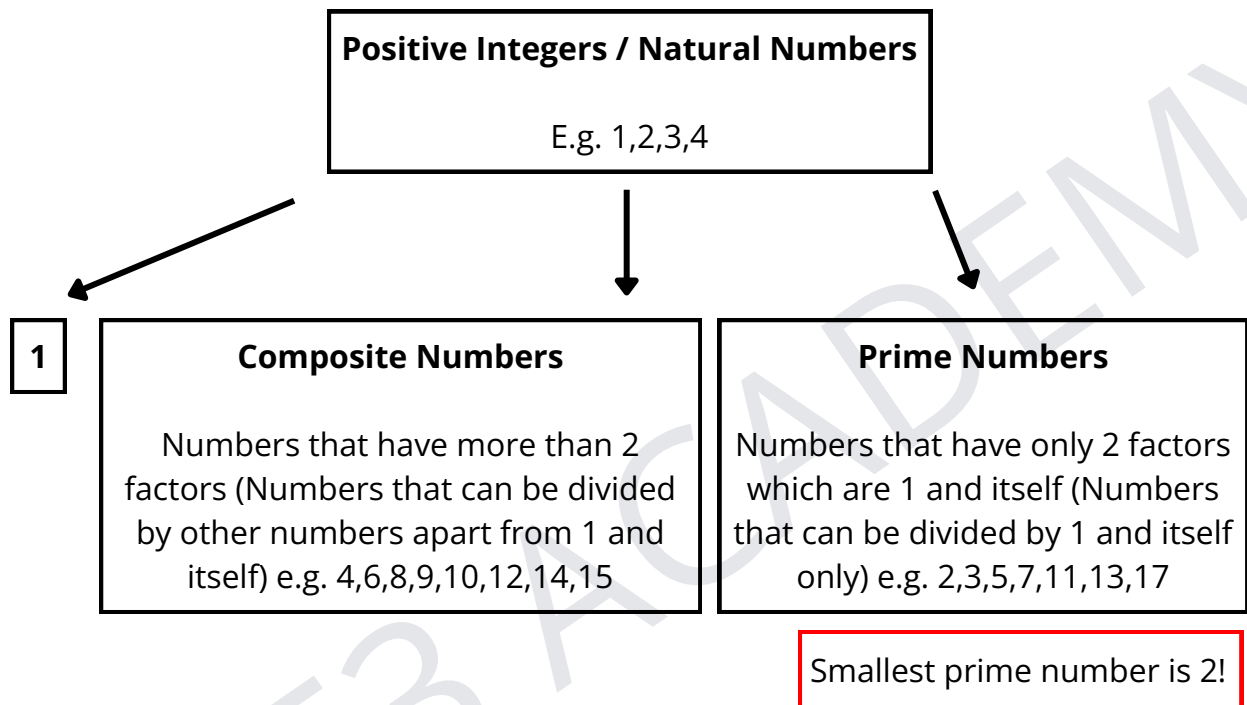 Positive Integers / Natural Numbers
E.g. 1,2,3,4
1
Composite Numbers
Numbers that have more than 2
factors (Numbers that can be divided
by other numbers apart from 1 and
itself) e.g. 4,6,8,9,10,12,14,15
Prime Numbers
Numbers that have only 2 factors
which are 1 and itself (Numbers
that can be divided by 1 and itself
only) e.g. 2,3,5,7,11,13,17
Smallest prime number is 2!
ACADEMY